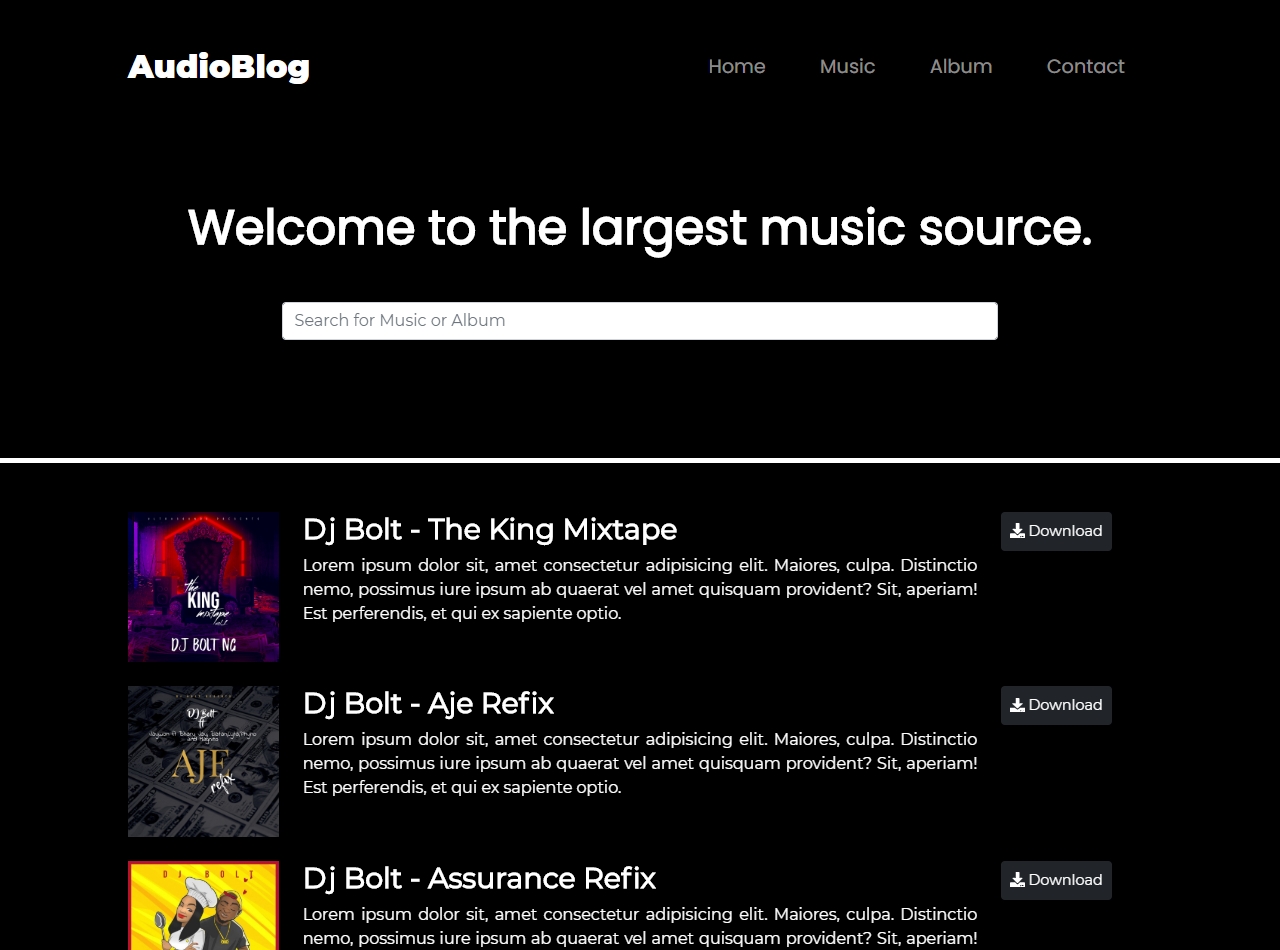 AudioBlog
Home Music Album Contact
Welcome to the largest music source.
Search for Music or Album
the
KING
mixtape
DJ BOLT NG
Dj Bolt - The King Mixtape
Download
Lorem ipsum dolor sit, amet consectetur adipisicing elit. Maiores, culpa. Distinctio
nemo, possimus iure ipsum ab quaerat vel amet quisquam provident? Sit, aperiam!
Est perferendis, et qui ex sapiente optio.
DJ Bolt
ft
AJE
refix
Dj Bolt - Aje Refix
Download
Lorem ipsum dolor sit, amet consectetur adipisicing elit. Maiores, culpa. Distinctio
nemo, possimus iure ipsum ab quaerat vel amet quisquam provident? Sit, aperiam!
Est perferendis, et qui ex sapiente optio.
DJ BOLT
Dj Bolt - Assurance Refix
Download
Lorem ipsum dolor sit, amet consectetur adipisicing elit. Maiores, culpa. Distinctio
nemo, possimus iure ipsum ab quaerat vel amet quisquam provident? Sit, aperiam!